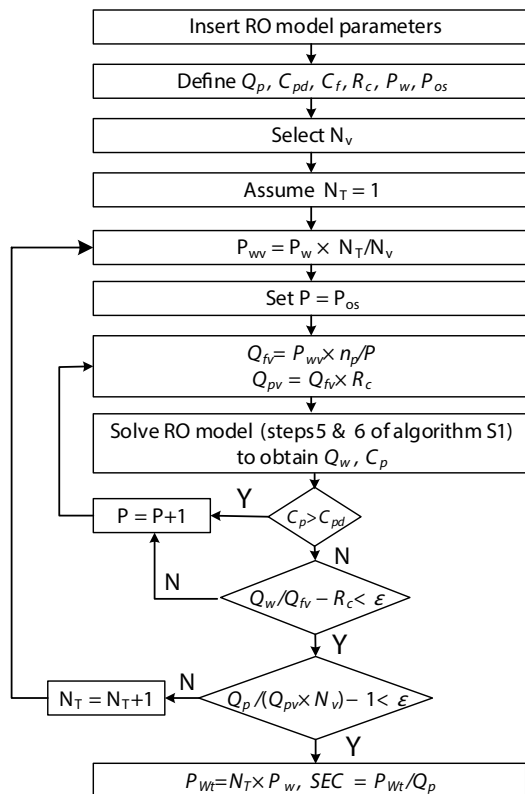 Insert RO model parameters
Define Qp, Cpd, Cf, Rc, Pw, Pos
Select Nv
Assume NT = 1
Pwv = Pw × NT/Nv
Set P = Pos
Qfv= Pwv× np/P
Qpv = Qfv× Rc
Solve RO model (steps5 & 6 of algorithm S1)
to obtain Qw, Cp
Y
P = P+1
Cp>Cpd
N
N
Qw/Qfv – Rc< ε
Y
N
NT = NT+1
Qp/(Qpv× Nv)– 1< ε
Y
PWt=NT× Pw, SEC = PWt/Qp